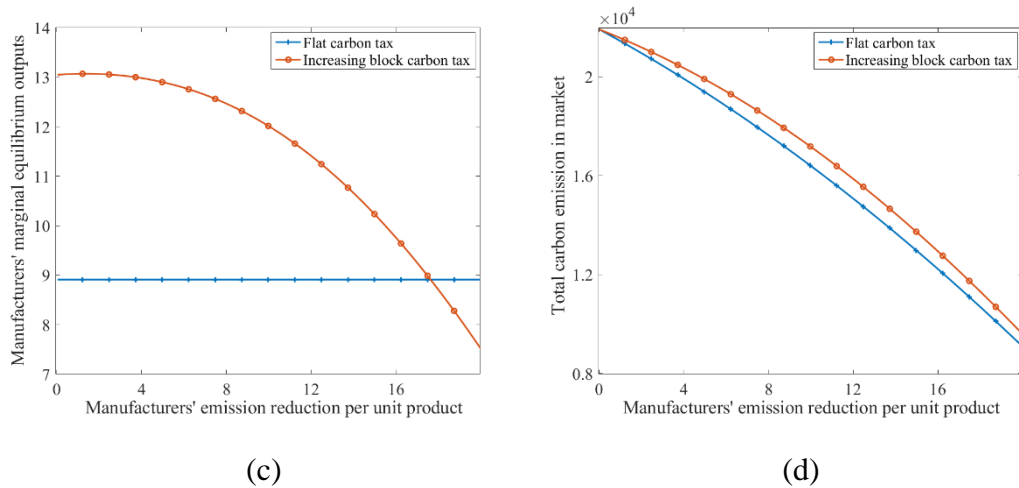 14
13
12
11
10
9
8
7
Manufacturers' marginal equilibrium outputs
Flat carbon tax
Increasing block carbon tax
0
4
8
12
16
Manufacturers' emission reduction per unit product
(c)
×10⁴
2
1.6
1.2
0.8
Total carbon emission in market
Flat carbon tax
Increasing block carbon tax
0
4
8
12
16
Manufacturers' emission reduction per unit product
(d)